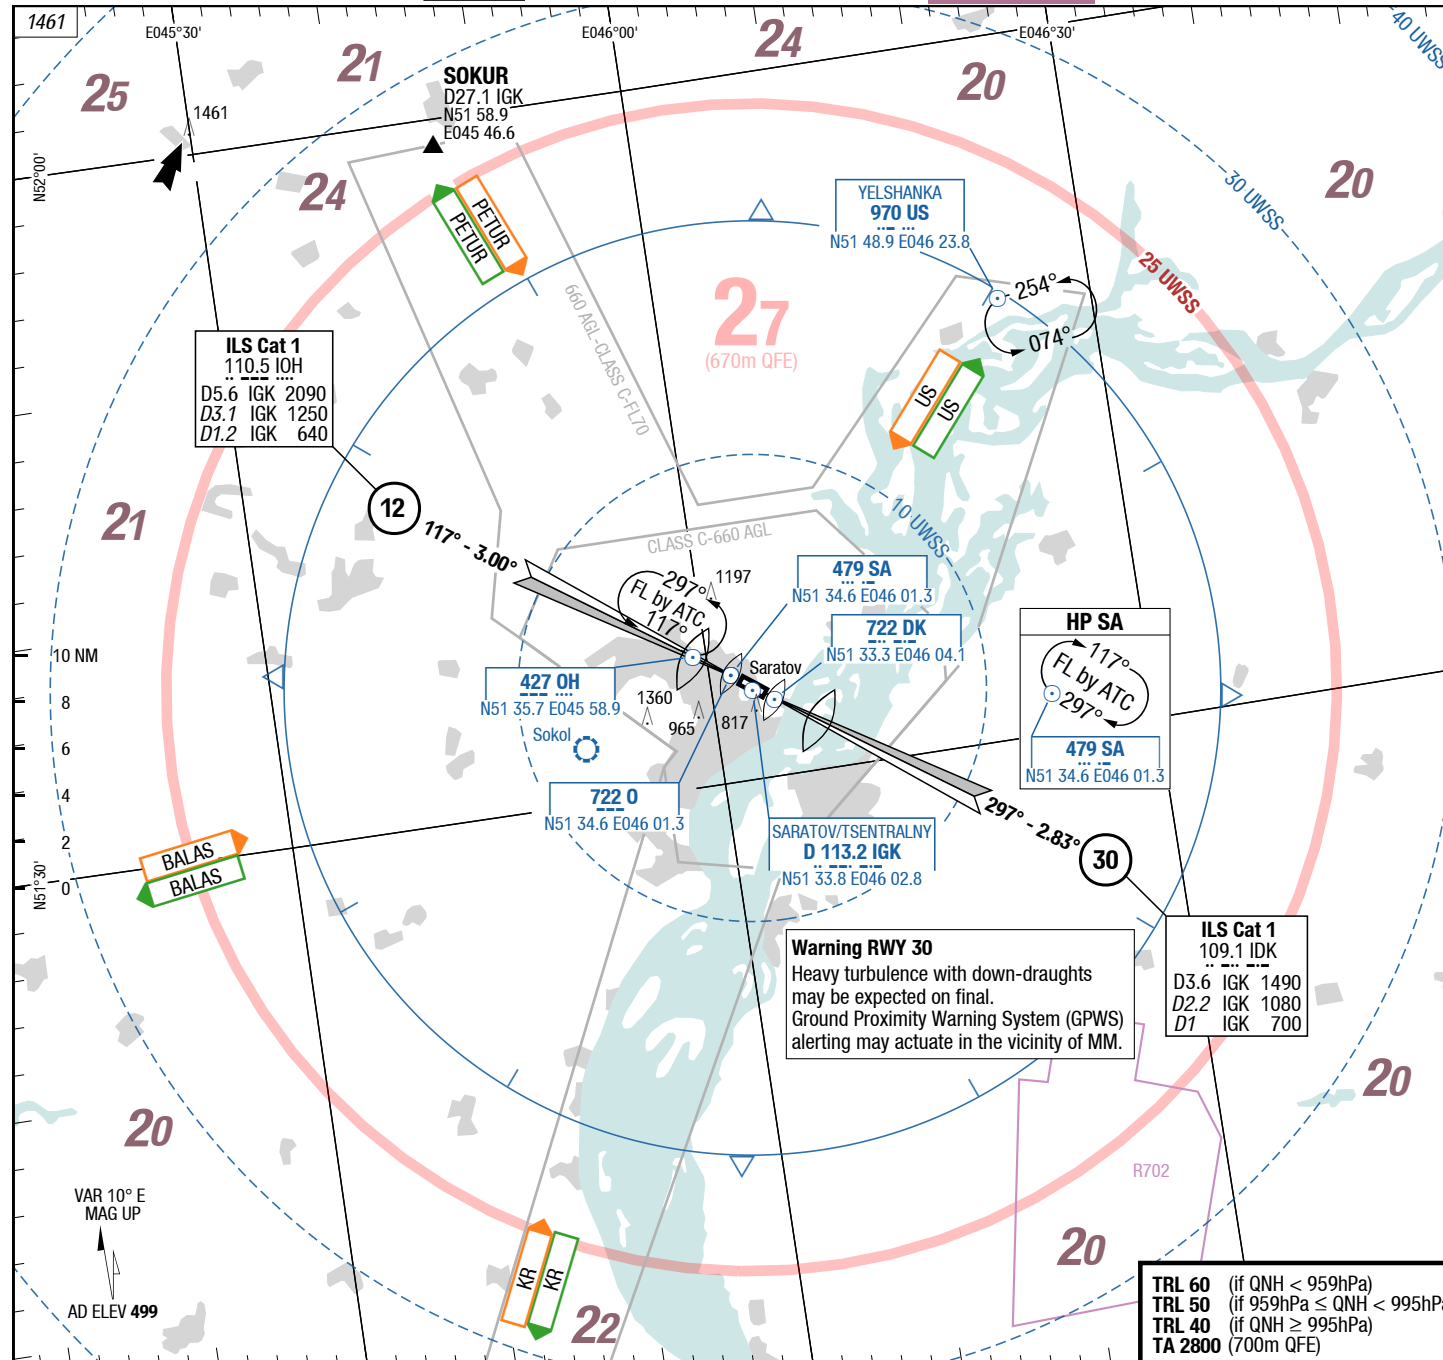 1461
E045°30'
E046°00'
E046°30'
40 UWSS
25
21
24
20
SOKUR
D27.1 IGK
N51 58.9
E045 46.6
1461
N52°00'
24
20
30 UWSS
PETUR
PETUR
YELSHANKA
970 US
N51 48.9 E046 23.8
25 UWSS
254°
074°
27
(670m QFE)
660 AGL-CLASS C-FL70
US
US
ILS Cat 1
110.5 IOH
D5.6 IGK 2090
D3.1 IGK 1250
D1.2 IGK 640
12
117° - 3.00°
21
10 UWSS
CLASS C-660 AGL
297°
FL by ATC
117°
1197
479 SA
N51 34.6 E046 01.3
722 DK
N51 33.3 E046 04.1
HP SA
117°
FL by ATC
297°
479 SA
N51 34.6 E046 01.3
Saratov
427 OH
N51 35.7 E045 58.9
1360
965
817
Sokol
10 NM
8
6
4
2
0
N51°30'
722 O
N51 34.6 E046 01.3
SARATOV/TSENTRALNY
D 113.2 IGK
N51 33.8 E046 02.8
297° - 2.83°
30
BALAS
BALAS
Warning RWY 30
Heavy turbulence with down-draughts
may be expected on final.
Ground Proximity Warning System (GPWS)
alerting may actuate in the vicinity of MM.
ILS Cat 1
109.1 IDK
D3.6 IGK 1490
D2.2 IGK 1080
D1 IGK 700
20
20
R702
20
VAR 10° E
MAG UP
AD ELEV 499
KR
KR
22
TRL 60 (if QNH < 959hPa)
TRL 50 (if 959hPa ≤ QNH < 995hPa
TRL 40 (if QNH ≥ 995hPa)
TA 2800 (700m QFE)